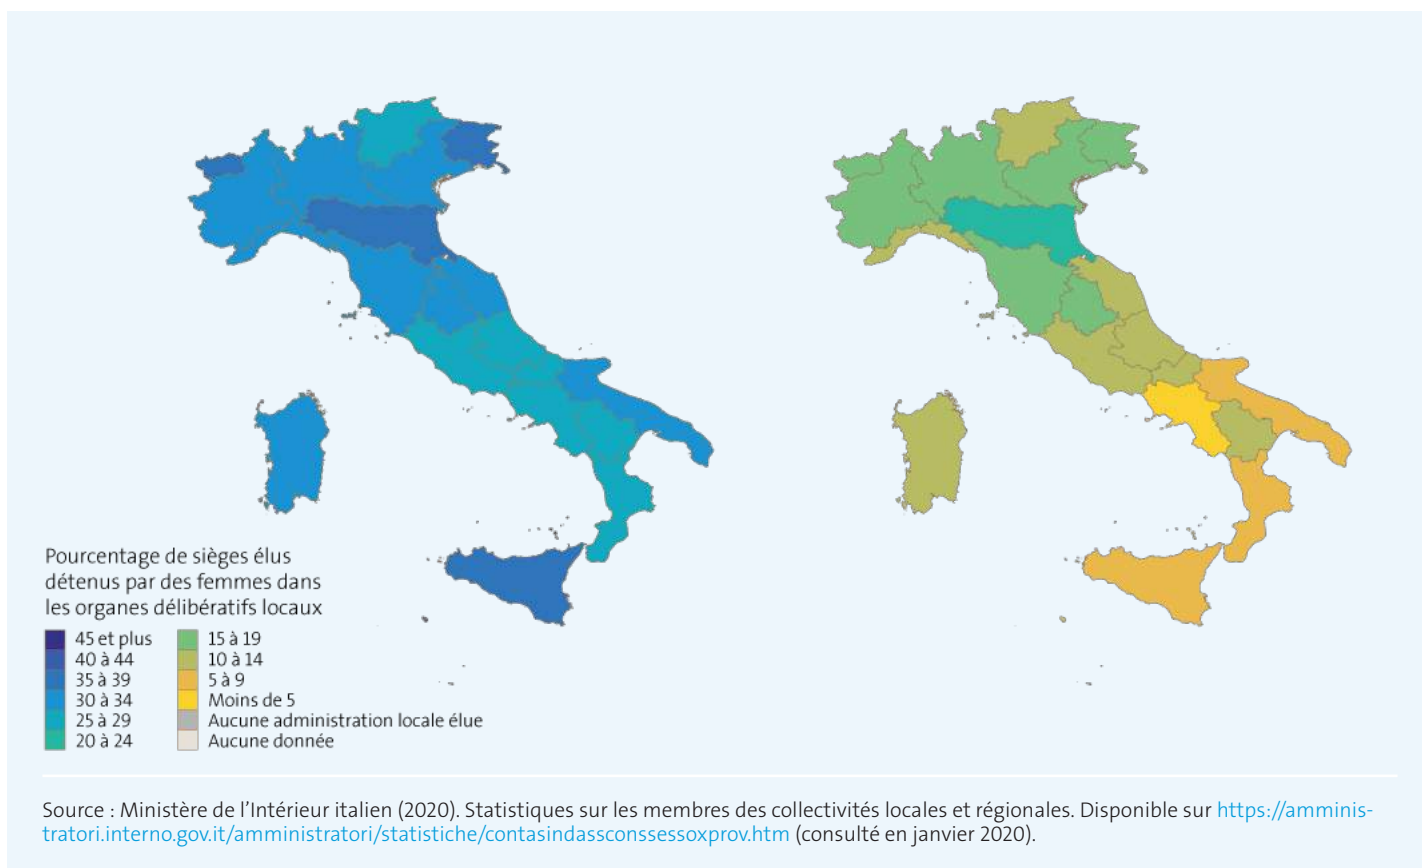 Pourcentage de sièges élus
détenus par des femmes dans
les organes délibératifs locaux
45 et plus
40 à 44
35 à 39
30 à 34
25 à 29
20 à 24
15 à 19
10 à 14
5 à 9
Moins de 5
Aucune administration locale élue
Aucune donnée
Source : Ministère de l’Intérieur italien (2020). Statistiques sur les membres des collectivités locales et régionales. Disponible sur https://amminis-
tratori.interno.gov.it/amministratori/statistiche/contasindassconssessoxprov.htm (consulté en janvier 2020).